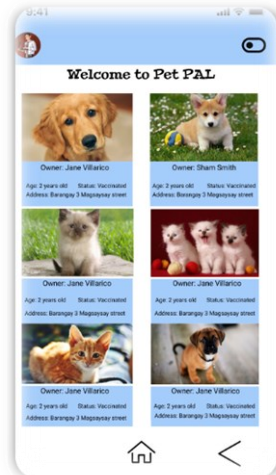 9:41
Welcome to Pet PAL
Owner: Jane Villarico
Age: 2 years old Status: Vaccinated
Address: Barangay 3 Magsaysay street
Owner: Sham Smith
Age: 2 years old Status: Vaccinated
Address: Barangay 3 Magsaysay street
Owner: Jane Villarico
Age: 2 years old Status: Vaccinated
Address: Barangay 3 Magsaysay street
Owner: Jane Villarico
Age: 2 years old Status: Vaccinated
Address: Barangay 3 Magsaysay street
Owner: Jane Villarico
Age: 2 years old Status: Vaccinated
Address: Barangay 3 Magsaysay street
Owner: Jane Villarico
Age: 2 years old Status: Vaccinated
Address: Barangay 3 Magsaysay street